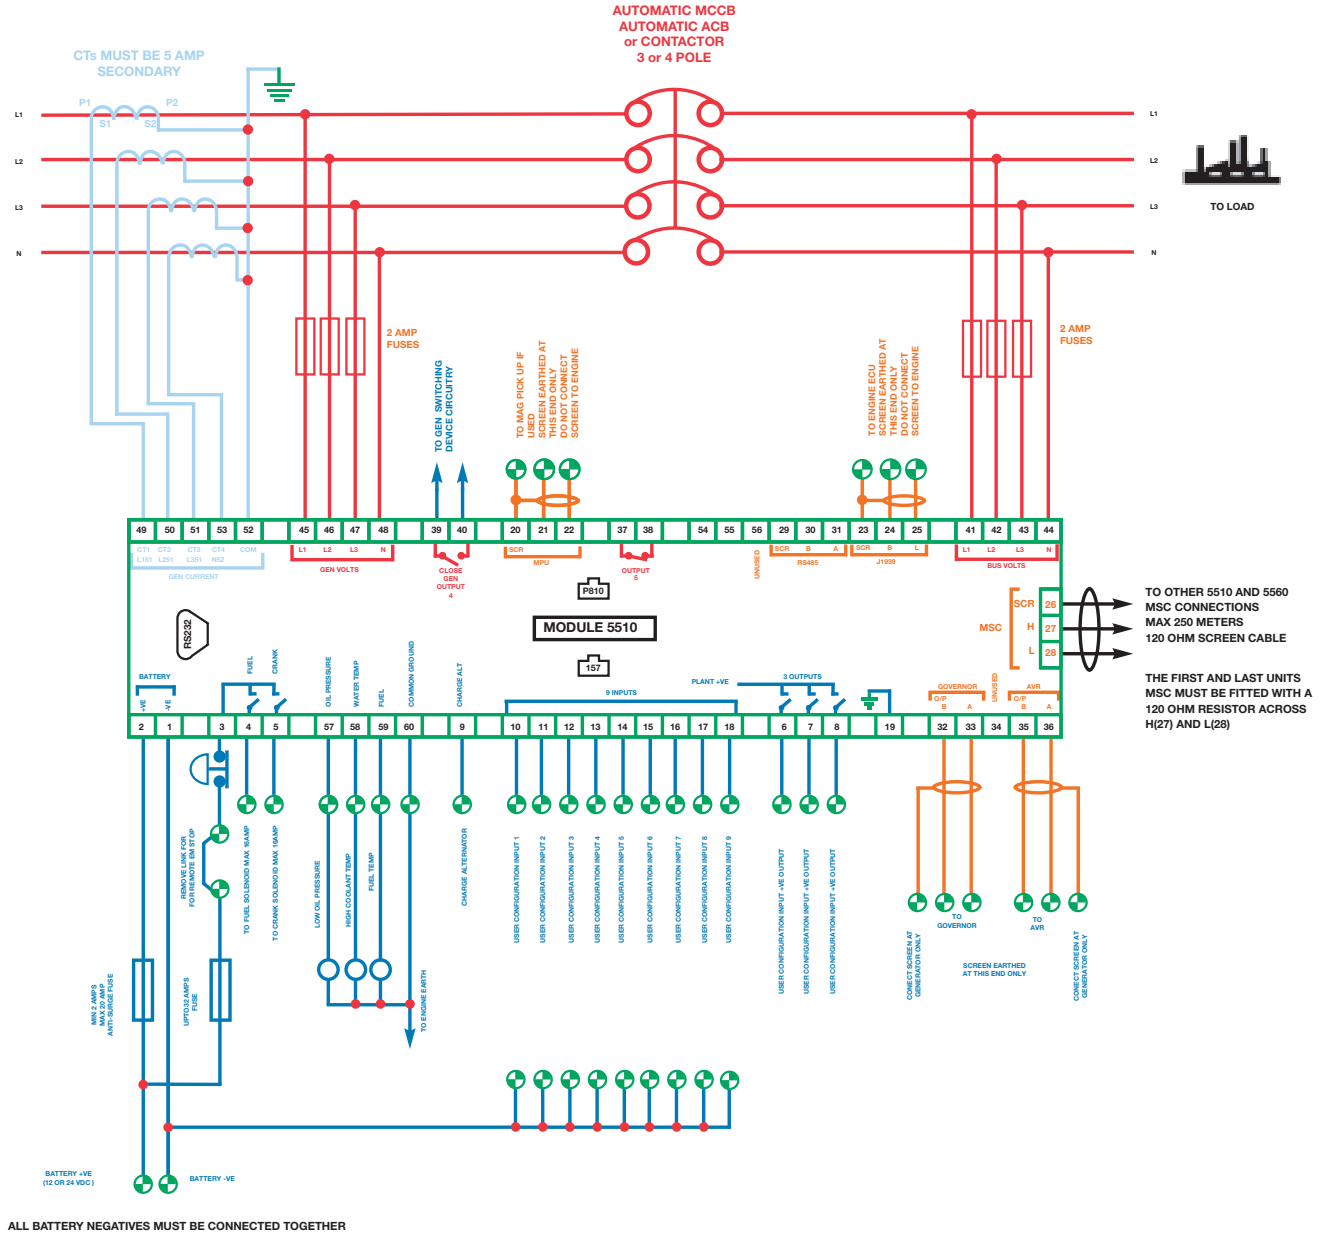 AUTOMATIC MCCB
AUTOMATIC ACB
or CONTACTOR
3 or 4 POLE
CTs MUST BE 5 AMP
SECONDARY
P1
P2
S1
S2
L1
L2
L3
N
L1
L2
L3
N
TO LOAD
2 AMP
FUSES
2 AMP
FUSES
TO GEN SWITCHING
DEVICE CIRCUITRY
TO MAG PICK UP IF
USED
SCREEN EARTHED AT
THIS END ONLY
DO NOT CONNECT
SCREEN TO ENGINE
TO ENGINE ECU
SCREEN EARTHED AT
THIS END ONLY
DO NOT CONNECT
SCREEN TO ENGINE
49 50 51 53 52 45 46 47 48 39 40 20 21 22 37 38 54 55 56 29 30 31 23 24 25 41 42 43 44
CT1 CT2 CT3 CT4 COM
L151 L251 L351 N52
GEN CURRENT
L1 L2 L3 N
GEN VOLTS
CLOSE
GEN
OUTPUT
4
SCR
MPU
OUTPUT
5
UNUSED
SCR B A
RS485
SCR B L
J1939
L1 L2 L3 N
BUS VOLTS
P810
MODULE 5510
157
RS232
MSC
SCR 26
H 27
L 28
TO OTHER 5510 AND 5560
MSC CONNECTIONS
MAX 250 METERS
120 OHM SCREEN CABLE
THE FIRST AND LAST UNITS
MSC MUST BE FITTED WITH A
120 OHM RESISTOR ACROSS
H(27) AND L(28)
BATTERY
+VE
-VE
FUEL
CRANK
OIL PRESSURE
WATER TEMP
FUEL
COMMON GROUND
CHARGE ALT
9 INPUTS
PLANT +VE
3 OUTPUTS
GOVERNOR
O/P
B A
UNUSED
AVR
O/P
B A
2 1 3 4 5 57 58 59 60 9 10 11 12 13 14 15 16 17 18 6 7 8 19 32 33 34 35 36
REMOVE LINK FOR
FOR REMOTE EM STOP
TO FUEL SOLENOID MAX 16AMP
TO CRANK SOLENOID MAX 16AMP
LOW OIL PRESSURE
HIGH COOLANT TEMP
FUEL TEMP
TO ENGINE EARTH
CHARGE ALTERNATOR
USER CONFIGURATION INPUT 1
USER CONFIGURATION INPUT 2
USER CONFIGURATION INPUT 3
USER CONFIGURATION INPUT 4
USER CONFIGURATION INPUT 5
USER CONFIGURATION INPUT 6
USER CONFIGURATION INPUT 7
USER CONFIGURATION INPUT 8
USER CONFIGURATION INPUT 9
USER CONFIGURATION INPUT +VE OUTPUT
USER CONFIGURATION INPUT +VE OUTPUT
USER CONFIGURATION INPUT +VE OUTPUT
CONECT SCREEN AT
GENERATOR ONLY
TO
GOVERNOR
TO
AVR
SCREEN EARTHED
AT THIS END ONLY
CONECT SCREEN AT
GENERATOR ONLY
MIN 2 AMPS
MAX 20 AMP
ANTI-SURGE FUSE
UPTO32 AMPS
FUSE
BATTERY +VE
(12 OR 24 VDC )
BATTERY -VE
ALL BATTERY NEGATIVES MUST BE CONNECTED TOGETHER